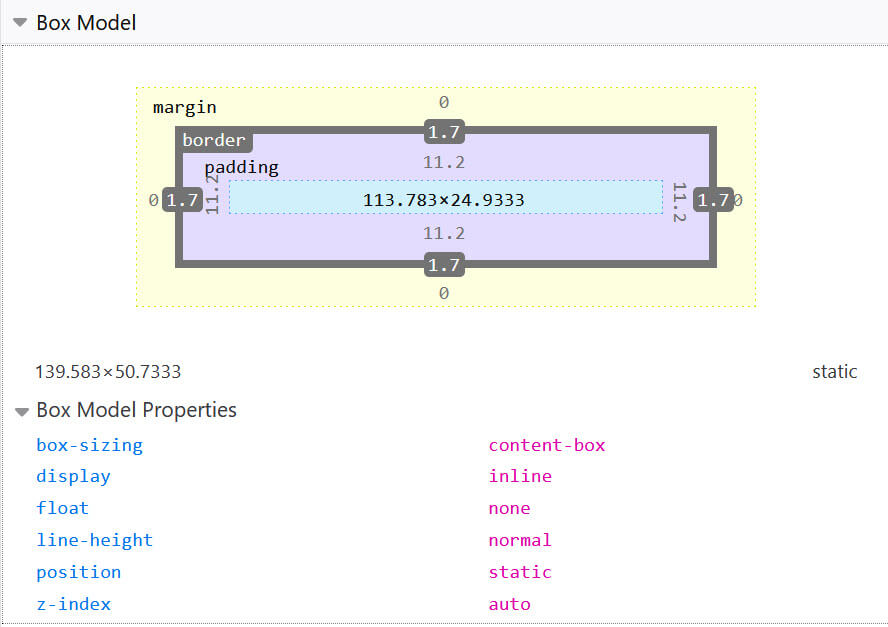 Box Model
margin 0
border 1.7
padding 11.2
0 1.7 11.2 113.783×24.9333 11.2 1.7 0
11.2
1.7
0
139.583×50.7333 static
Box Model Properties
box-sizing content-box
display inline
float none
line-height normal
position static
z-index auto